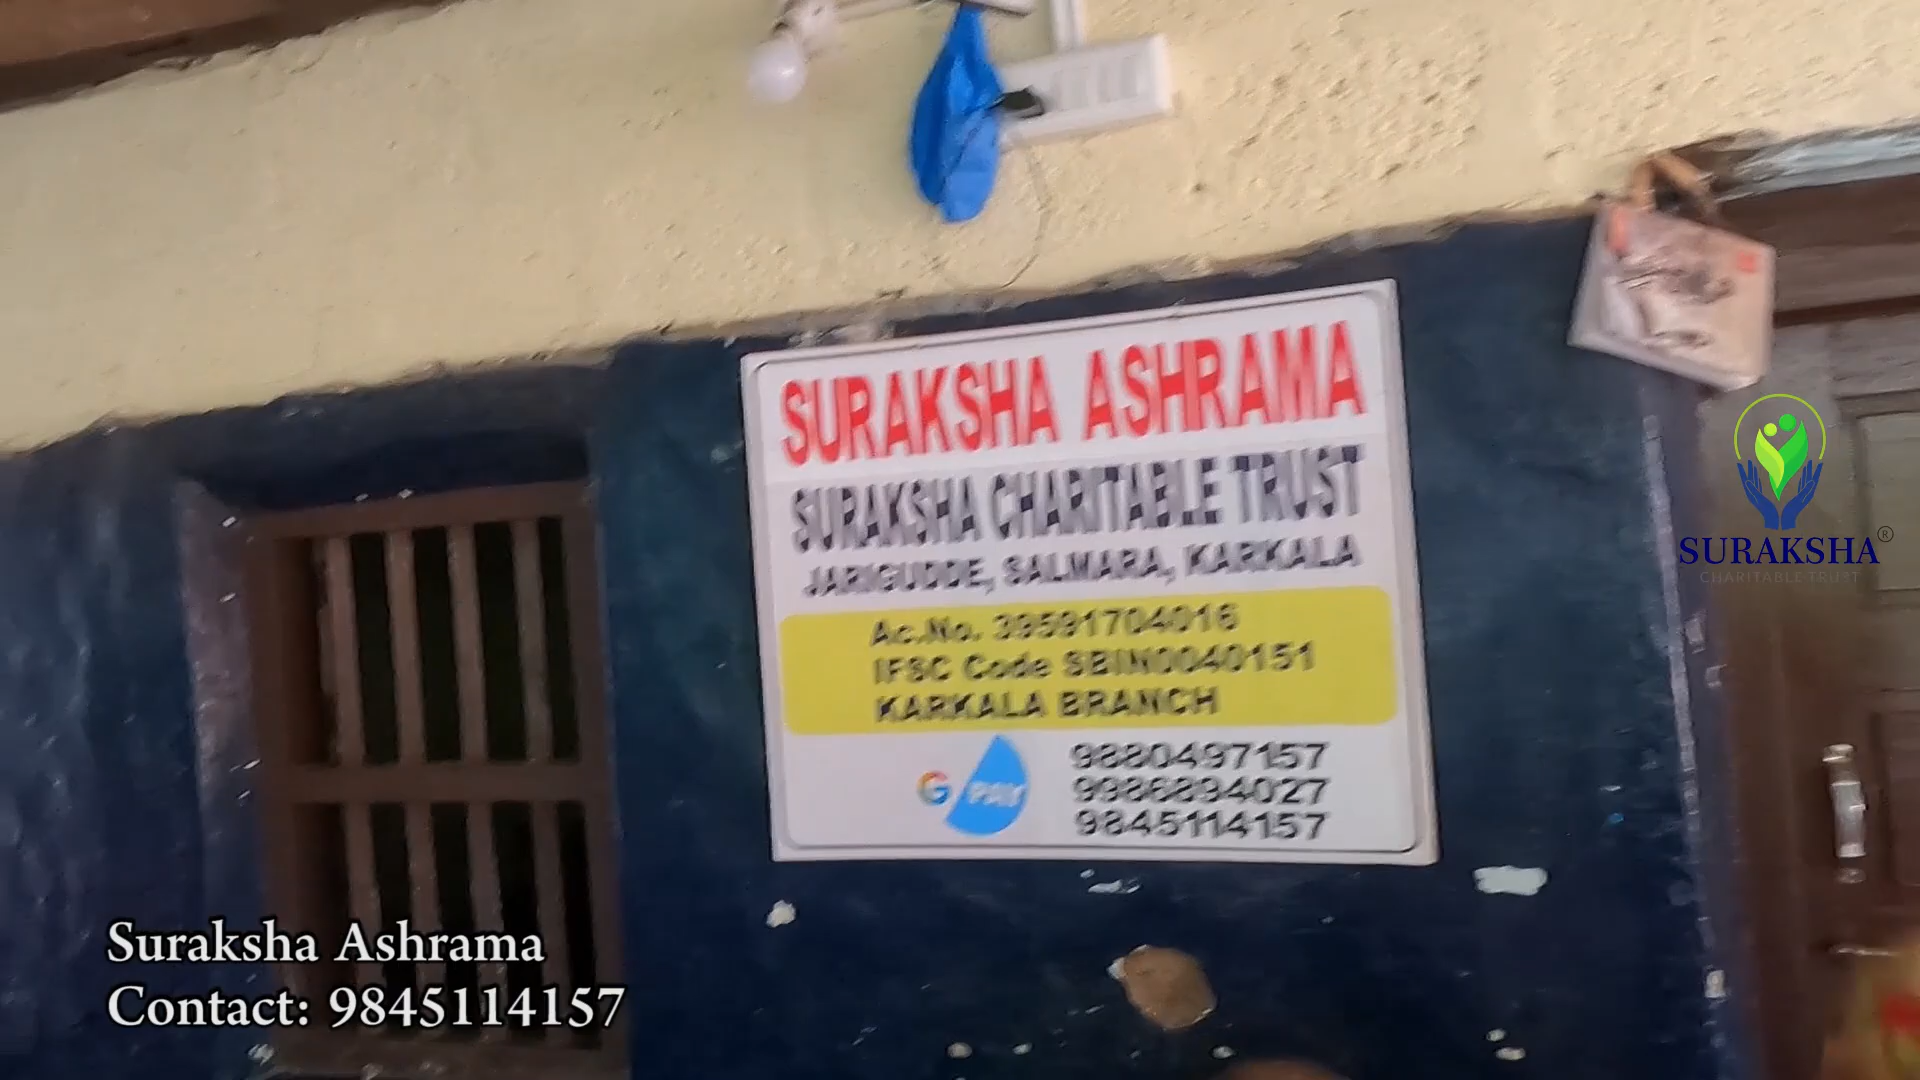 SURAKSHA ASHRAMA
SURAKSHA CHARITABLE TRUST
JARIGUDDE, SALMARA, KARKALA
Ac.No. 39591704016
IFSC Code SBIN0040151
KARKALA BRANCH
G PAY
9880497157
9986894027
9845114157
SURAKSHA®
CHARITABLE TRUST
Suraksha Ashrama
Contact: 9845114157